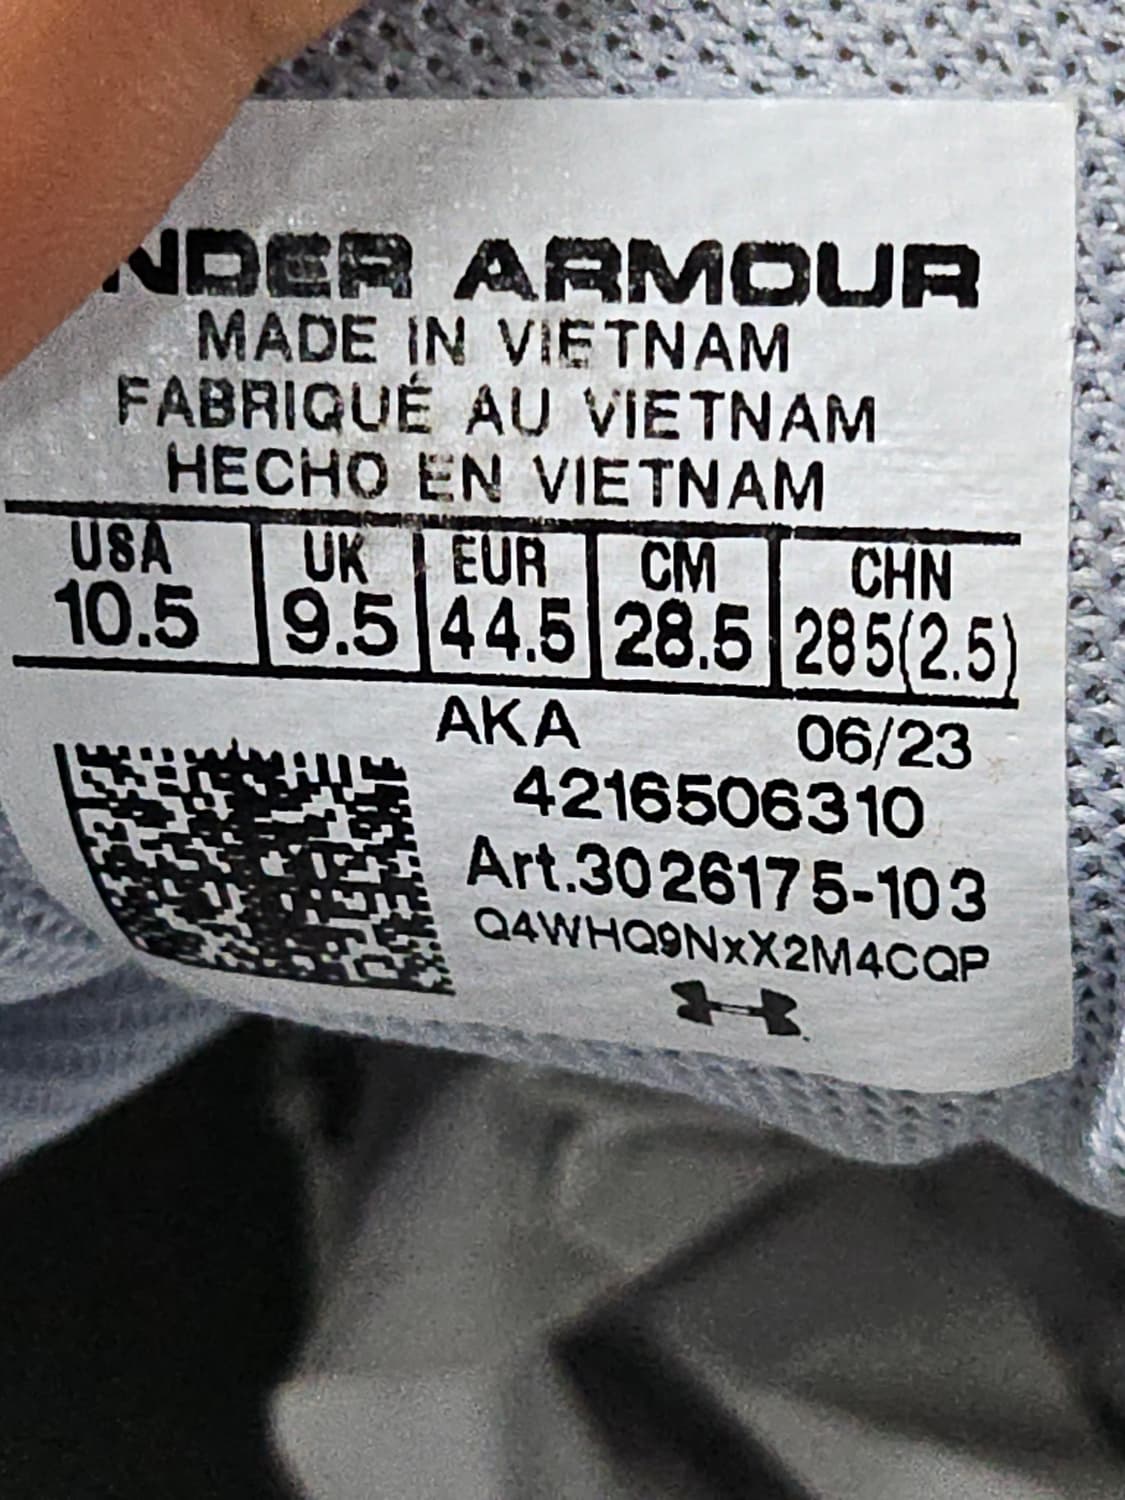 NDER ARMOUR
MADE IN VIETNAM
FABRIQUÉ AU VIETNAM
HECHO EN VIETNAM
USA UK EUR CM CHN
10.5 9.5 44.5 28.5 285(2.5)
AKA 06/23
4216506310
Art.3026175-103
Q4WHQ9NxX2M4CQP